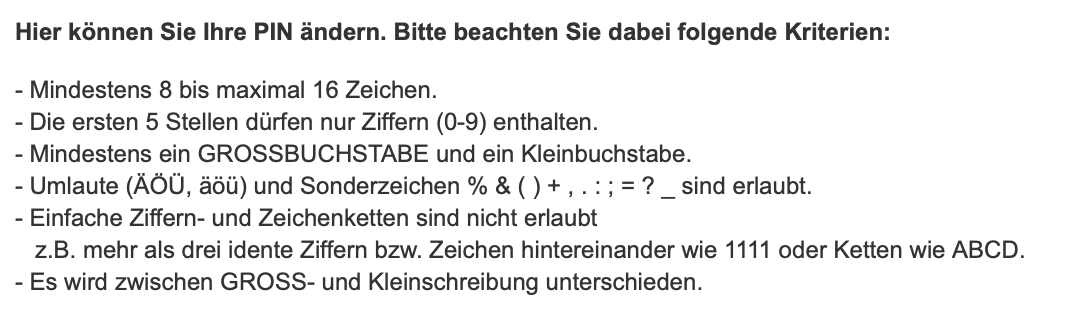 Hier können Sie Ihre PIN ändern. Bitte beachten Sie dabei folgende Kriterien:
- Mindestens 8 bis maximal 16 Zeichen.
- Die ersten 5 Stellen dürfen nur Ziffern (0-9) enthalten.
- Mindestens ein GROSSBUCHSTABE und ein Kleinbuchstabe.
- Umlaute (ÄÖÜ, äöü) und Sonderzeichen % & ( ) + , . : ; = ? _ sind erlaubt.
- Einfache Ziffern- und Zeichenketten sind nicht erlaubt
z.B. mehr als drei idente Ziffern bzw. Zeichen hintereinander wie 1111 oder Ketten wie ABCD.
- Es wird zwischen GROSS- und Kleinschreibung unterschieden.